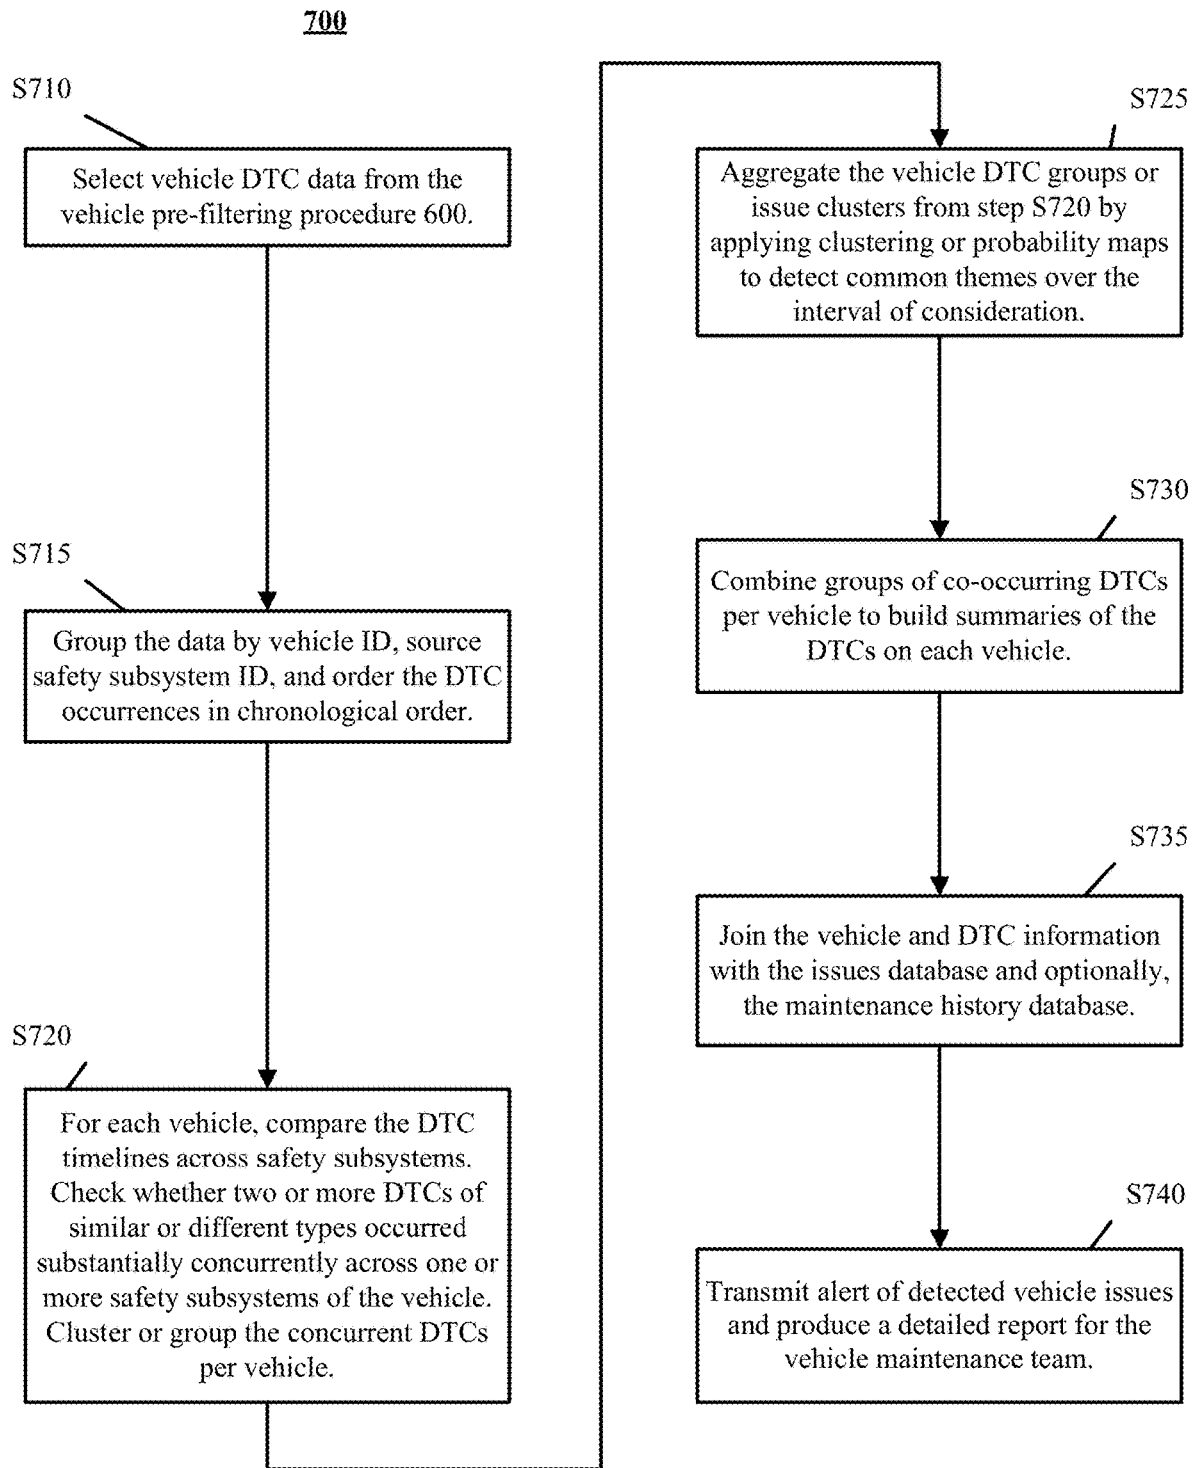 700
S710
Select vehicle DTC data from the
vehicle pre-filtering procedure 600.
S715
Group the data by vehicle ID, source
safety subsystem ID, and order the DTC
occurrences in chronological order.
S720
For each vehicle, compare the DTC
timelines across safety subsystems.
Check whether two or more DTCs of
similar or different types occurred
substantially concurrently across one or
more safety subsystems of the vehicle.
Cluster or group the concurrent DTCs
per vehicle.
S725
Aggregate the vehicle DTC groups or
issue clusters from step S720 by
applying clustering or probability maps
to detect common themes over the
interval of consideration.
S730
Combine groups of co-occurring DTCs
per vehicle to build summaries of the
DTCs on each vehicle.
S735
Join the vehicle and DTC information
with the issues database and optionally,
the maintenance history database.
S740
Transmit alert of detected vehicle issues
and produce a detailed report for the
vehicle maintenance team.